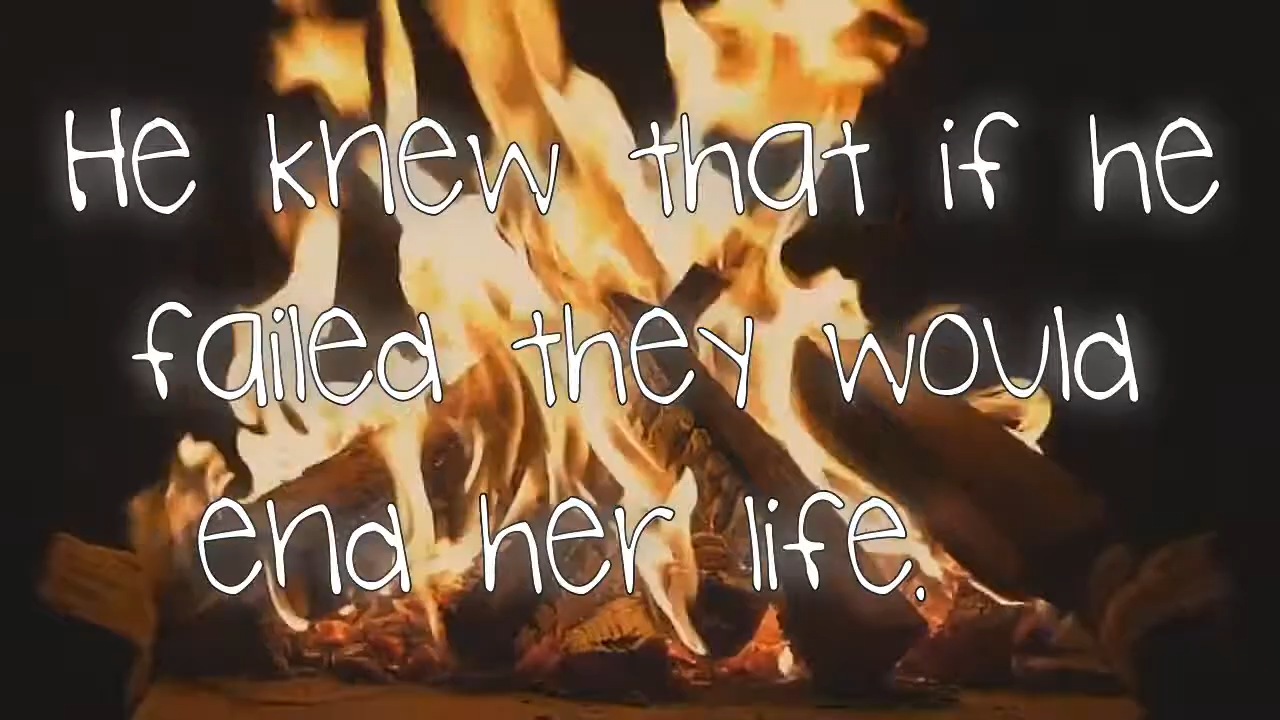 He knew that if he
failed they would
end her life.